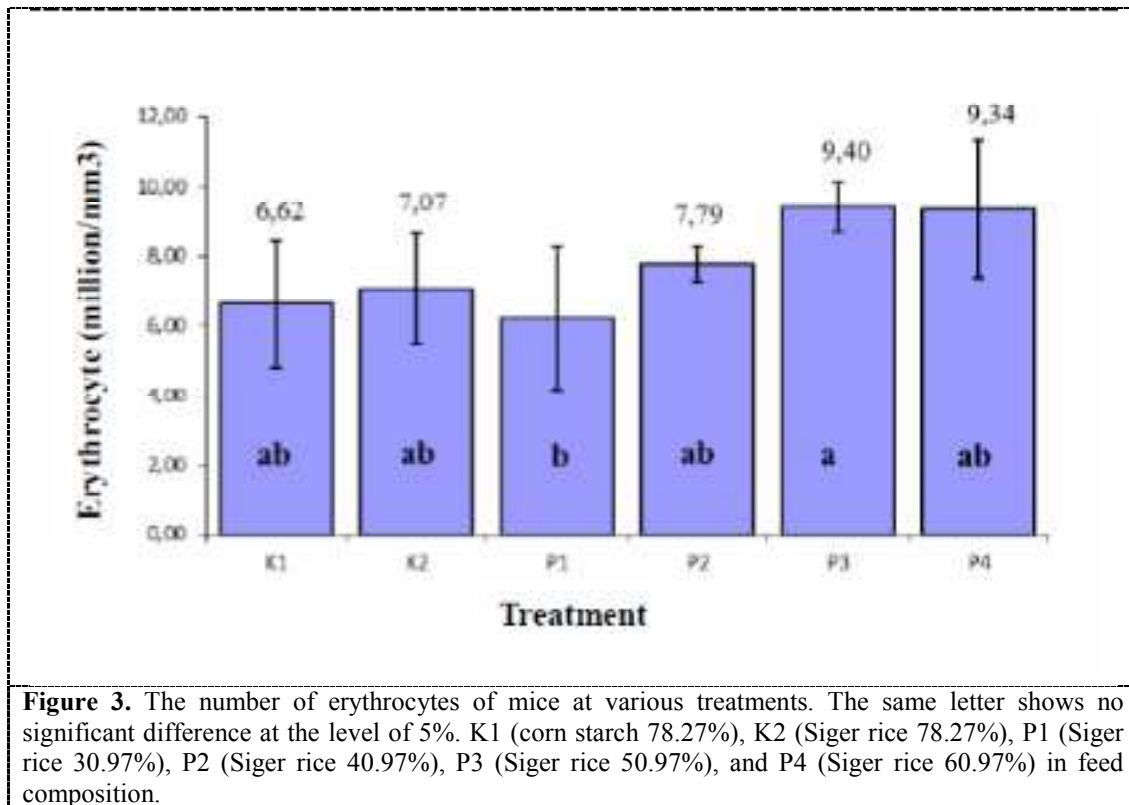 12,00
10,00
8,00
6,00
4,00
2,00
0,00
Erythrocyte (million/mm3)
6,62
7,07
7,79
9,40
9,34
ab
ab
b
ab
a
ab
K1
K2
P1
P2
P3
P4
Treatment
Figure 3. The number of erythrocytes of mice at various treatments. The same letter shows no
significant difference at the level of 5%. K1 (corn starch 78.27%), K2 (Siger rice 78.27%), P1 (Siger
rice 30.97%), P2 (Siger rice 40.97%), P3 (Siger rice 50.97%), and P4 (Siger rice 60.97%) in feed
composition.